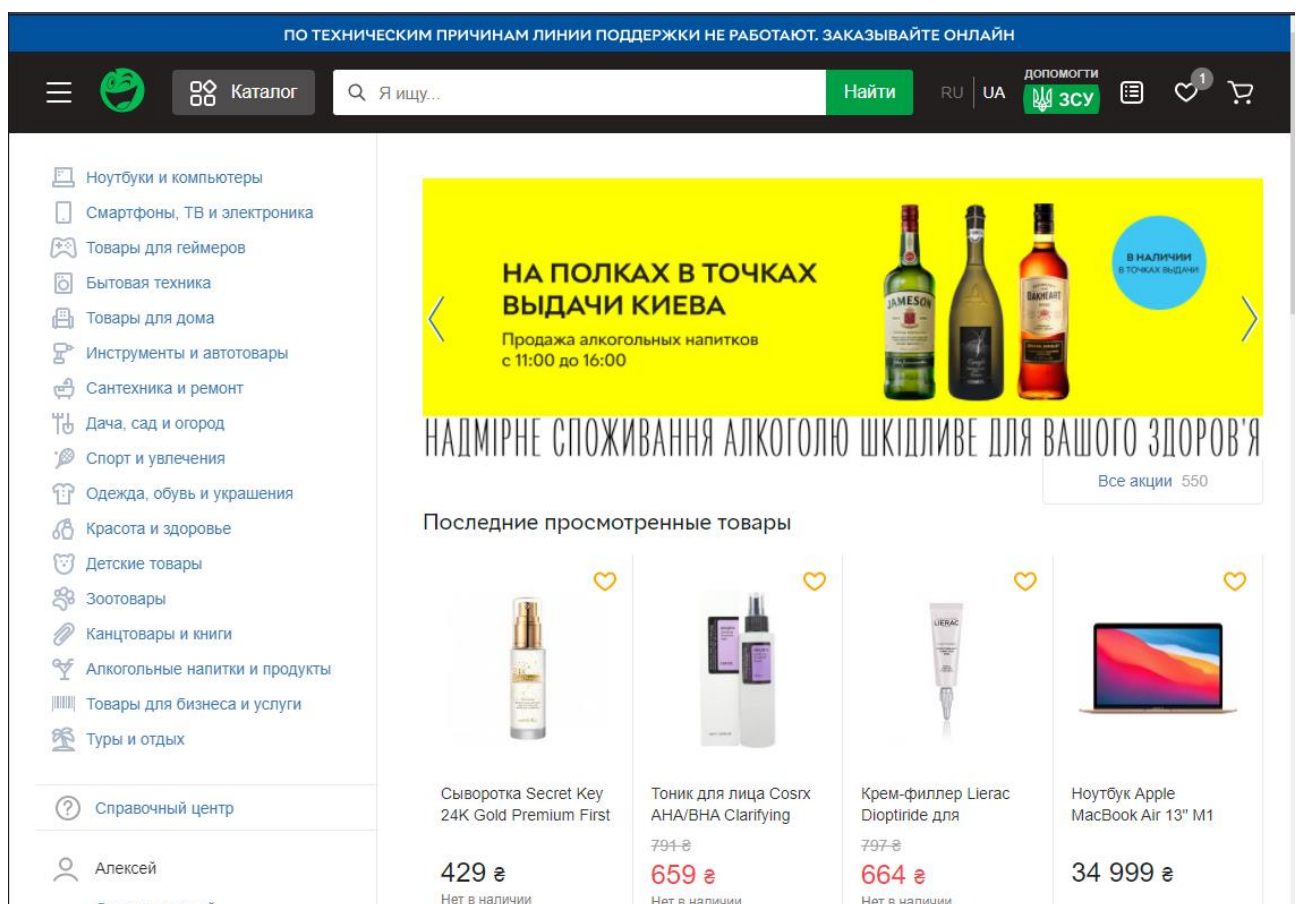 ПО ТЕХНИЧЕСКИМ ПРИЧИНАМ ЛИНИИ ПОДДЕРЖКИ НЕ РАБОТАЮТ. ЗАКАЗЫВАЙТЕ ОНЛАЙН
Каталог
Я ищу...
Найти
RU | UA
ДОПОМОГТИ
ЗСУ
1
Ноутбуки и компьютеры
Смартфоны, ТВ и электроника
Товары для геймеров
Бытовая техника
Товары для дома
Инструменты и автотовары
Сантехника и ремонт
Дача, сад и огород
Спорт и увлечения
Одежда, обувь и украшения
Красота и здоровье
Детские товары
Зоотовары
Канцтовары и книги
Алкогольные напитки и продукты
Товары для бизнеса и услуги
Туры и отдых
Справочный центр
Алексей
НА ПОЛКАХ В ТОЧКАХ
ВЫДАЧИ КИЕВА
Продажа алкогольных напитков
с 11:00 до 16:00
JAMESON
OAKHEART
В НАЛИЧИИ
В ТОЧКАХ ВЫДАЧИ
НАДМІРНЕ СПОЖИВАННЯ АЛКОГОЛЮ ШКІДЛИВЕ ДЛЯ ВАШОГО ЗДОРОВ'Я
Все акции 550
Последние просмотренные товары
LIERAC
Сыворотка Secret Key
24K Gold Premium First
429 ₴
Нет в наличии
Тоник для лица Cosrx
AHA/BHA Clarifying
791 ₴
659 ₴
Нет в наличии
Крем-филлер Lierac
Dioptiride для
797 ₴
664 ₴
Нет в наличии
Ноутбук Apple
MacBook Air 13" M1
34 999 ₴